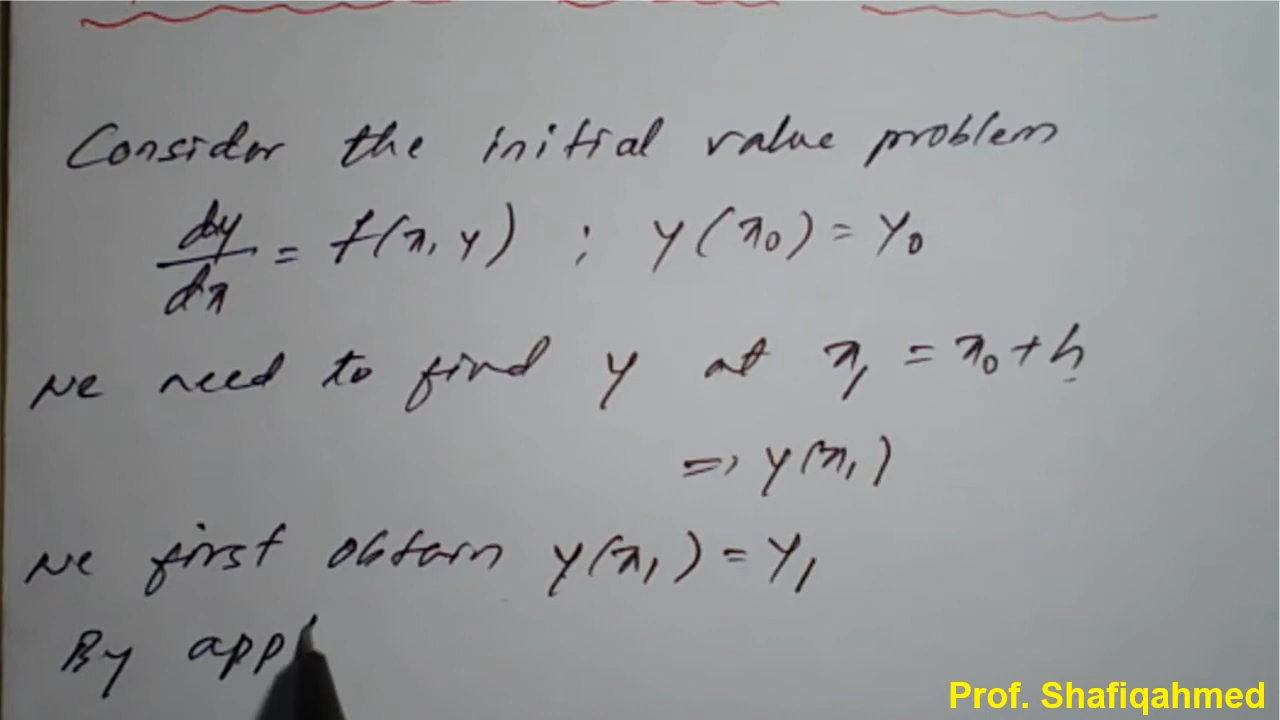 Consider the initial value problem
dy/dx = f(x, y) ; y(x₀) = y₀
we need to find y at x₁ = x₀ + h
=> y(x₁)
we first obtain y(x₁) = y₁
By app
Prof. Shafiqahmed